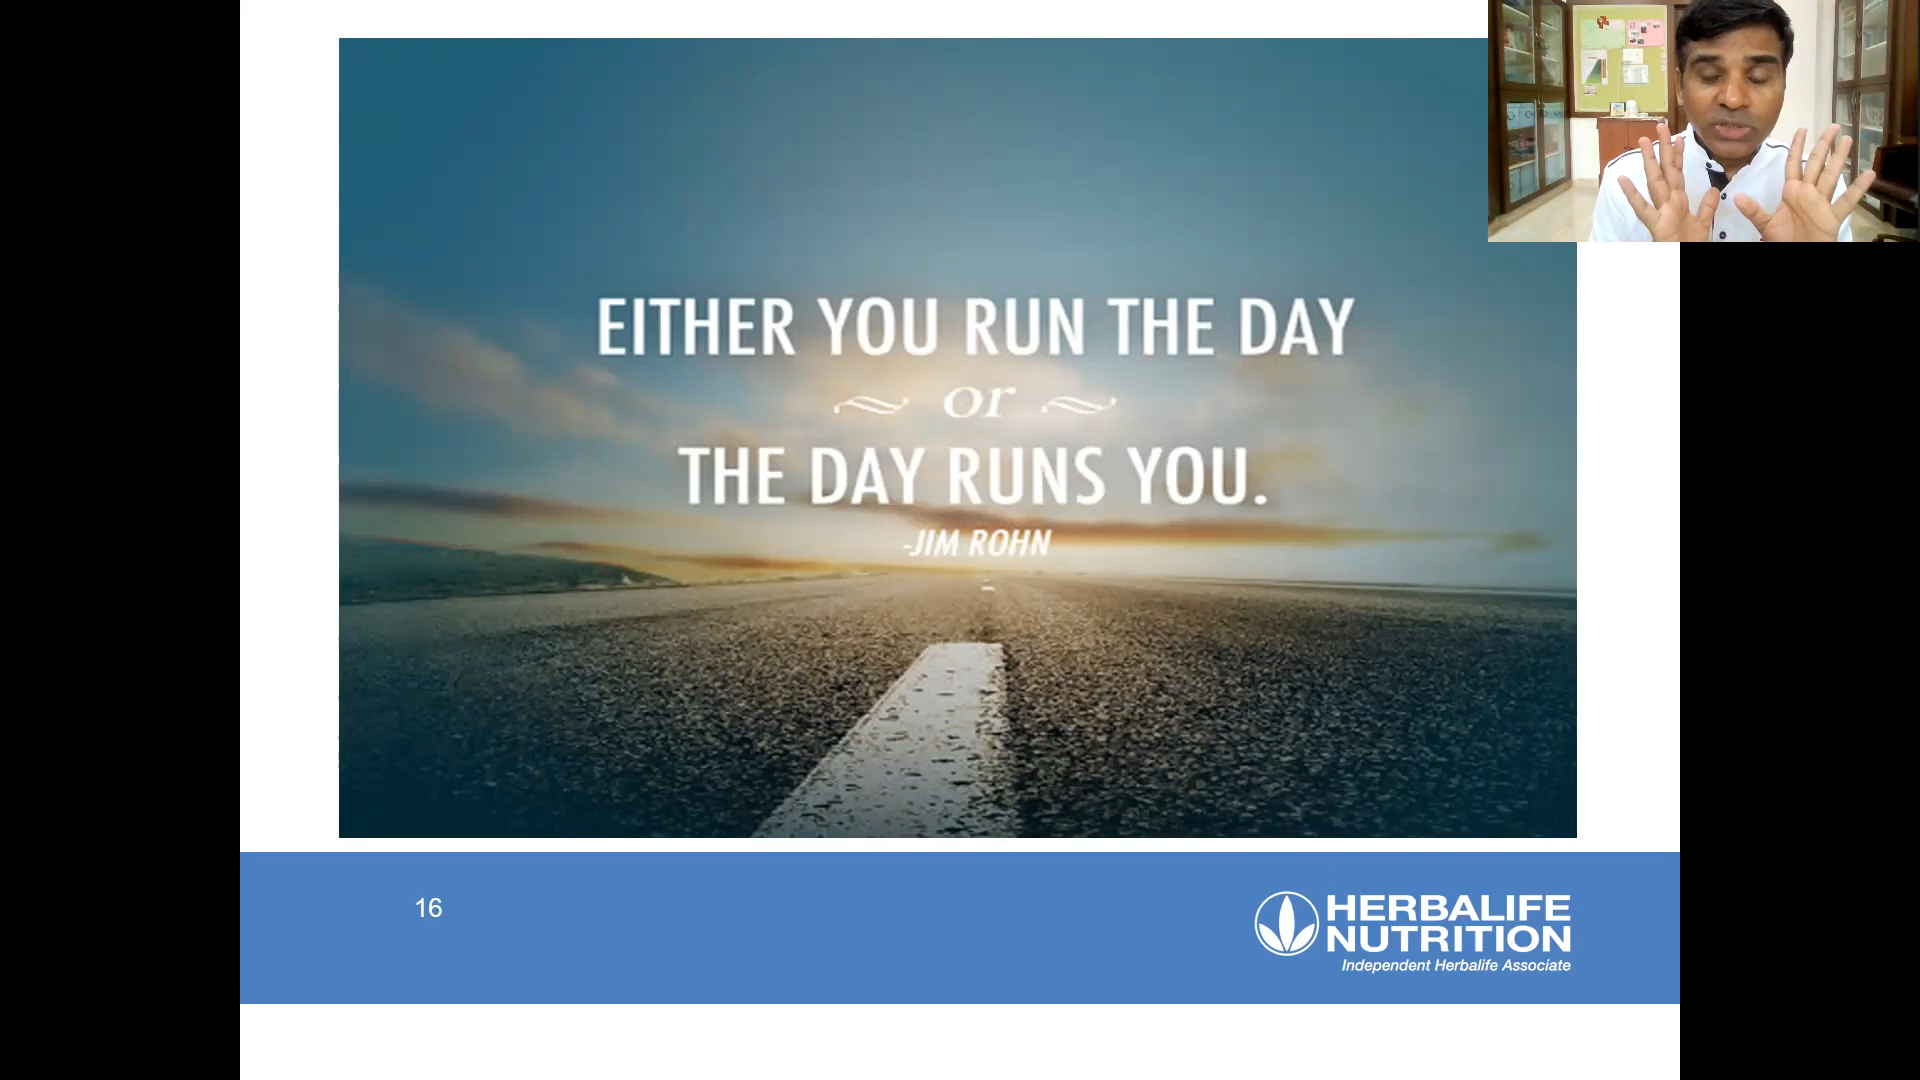 EITHER YOU RUN THE DAY
or
THE DAY RUNS YOU.
-JIM ROHN
16
HERBALIFE
NUTRITION
Independent Herbalife Associate